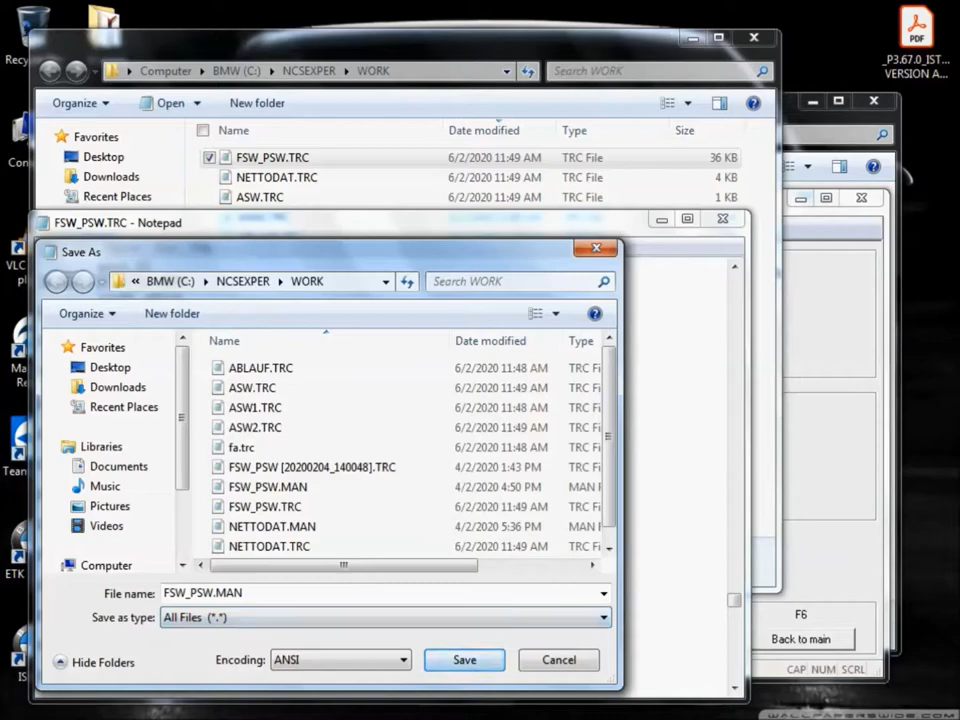 Recy
PDF
_P3.67.0_IST...
VERSION A...
Computer
BMW (C:)
NCSEXPER
WORK
Search WORK
Organize
Open
New folder
Name
Date modified
Type
Size
Favorites
Desktop
Downloads
Recent Places
FSW_PSW.TRC
6/2/2020 11:49 AM
TRC File
36 KB
NETTODAT.TRC
6/2/2020 11:49 AM
TRC File
4 KB
ASW.TRC
6/2/2020 11:49 AM
TRC File
1 KB
Con
FSW_PSW.TRC - Notepad
Save As
« BMW (C:)
NCSEXPER
WORK
Search WORK
Organize
New folder
Name
Date modified
Type
Favorites
Desktop
Downloads
Recent Places
Libraries
Documents
Music
Pictures
Videos
Computer
ABLAUF.TRC
6/2/2020 11:48 AM
TRC Fi
ASW.TRC
6/2/2020 11:49 AM
TRC Fi
ASW1.TRC
6/2/2020 11:48 AM
TRC Fi
ASW2.TRC
6/2/2020 11:49 AM
TRC Fi
fa.trc
6/2/2020 11:48 AM
TRC Fi
FSW_PSW [20200204_140048].TRC
4/2/2020 1:43 PM
TRC Fi
FSW_PSW.MAN
4/2/2020 4:50 PM
MAN F
FSW_PSW.TRC
6/2/2020 11:49 AM
TRC Fi
NETTODAT.MAN
4/2/2020 5:36 PM
MAN F
NETTODAT.TRC
6/2/2020 11:49 AM
TRC Fi
File name:
FSW_PSW.MAN
Save as type:
All Files (*.*)
Hide Folders
Encoding:
ANSI
Save
Cancel
VLC
pl
Ma
Re
Team
ETK
IS
F6
Back to main
CAP NUM SCRL
WALLPAPERSWIDE.COM